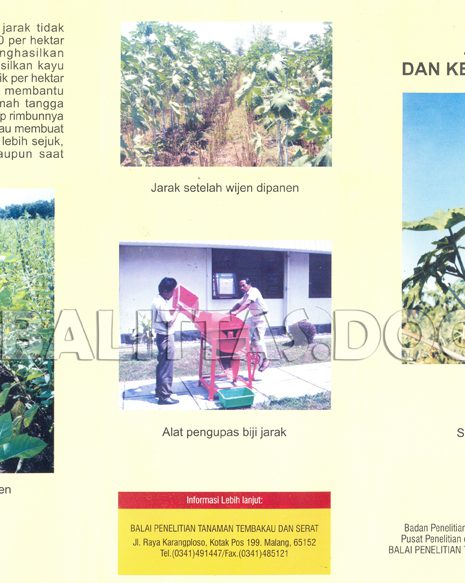 jarak tidak
0 per hektar
nghasilkan
silkan kayu
ik per hektar
membantu
mah tangga
p rimbunnya
au membuat
lebih sejuk,
aupun saat
en
Jarak setelah wijen dipanen
Alat pengupas biji jarak
Informasi Lebih lanjut:
BALAI PENELITIAN TANAMAN TEMBAKAU DAN SERAT
Jl. Raya Karangploso, Kotak Pos 199. Malang, 65152
Tel.(0341)491447/Fax.(0341)485121
DAN KE
S
Badan Penelitian
Pusat Penelitian
BALAI PENELITIAN T
BALITTAS.DOC